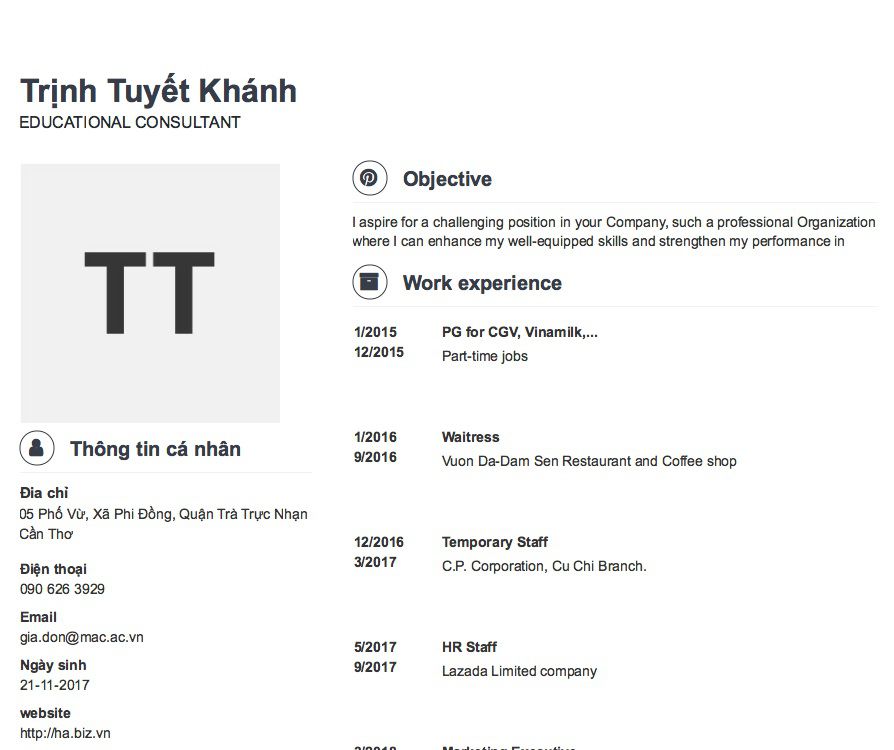 Trịnh Tuyết Khánh
EDUCATIONAL CONSULTANT
TT
Thông tin cá nhân
Đia chỉ
05 Phố Vừ, Xã Phi Đồng, Quận Trà Trực Nhạn
Cần Thơ
Điện thoại
090 626 3929
Email
gia.don@mac.ac.vn
Ngày sinh
21-11-2017
website
http://ha.biz.vn
Objective
I aspire for a challenging position in your Company, such a professional Organization
where I can enhance my well-equipped skills and strengthen my performance in
Work experience
1/2015
12/2015
PG for CGV, Vinamilk,...
Part-time jobs
1/2016
9/2016
Waitress
Vuon Da-Dam Sen Restaurant and Coffee shop
12/2016
3/2017
Temporary Staff
C.P. Corporation, Cu Chi Branch.
5/2017
9/2017
HR Staff
Lazada Limited company
Marketing Executive